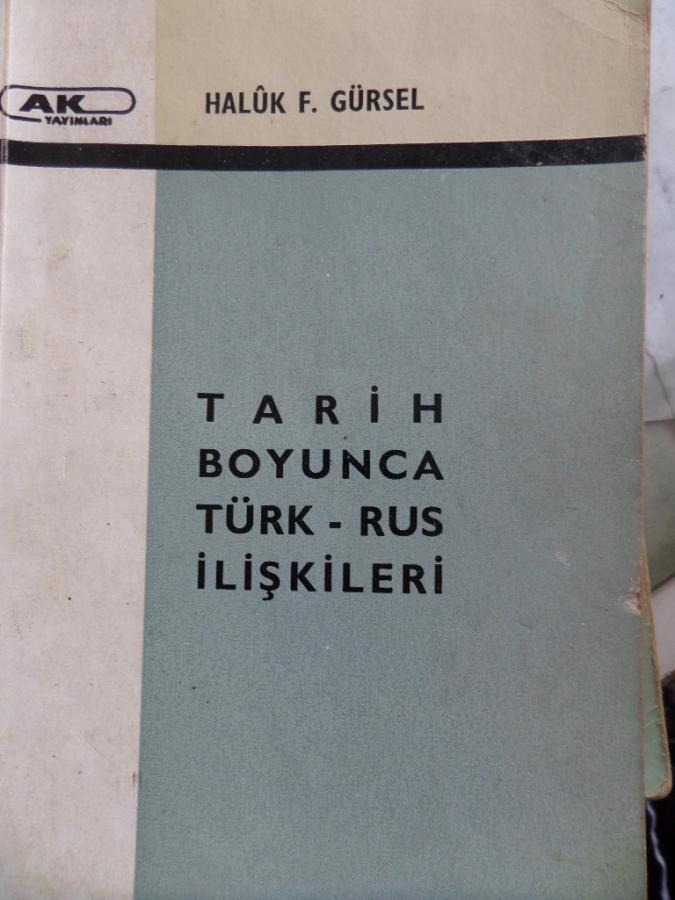 AK
YAYINLARI
HALÛK F. GÜRSEL
TARİH
BOYUNCA
TÜRK - RUS
İLİŞKİLERİ